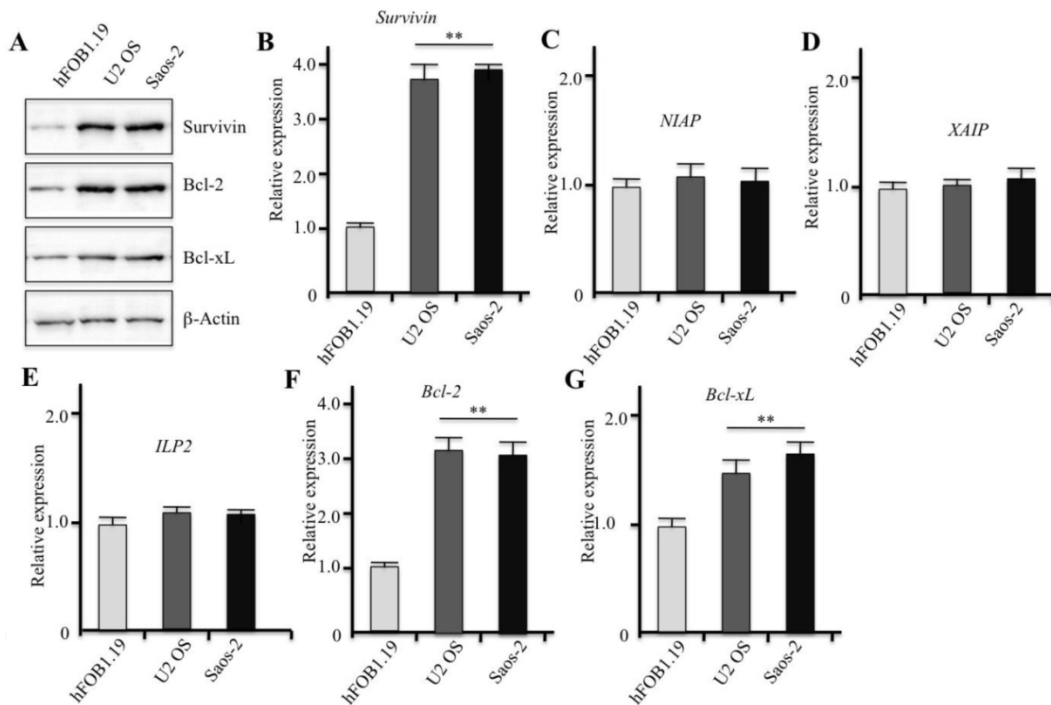 A
hFOB1.19
U2 OS
Saos-2
Survivin
Bcl-2
Bcl-xL
β-Actin
B
Survivin
**
Relative expression
4.0
3.0
2.0
1.0
0
hFOB1.19
U2 OS
Saos-2
C
NIAP
Relative expression
2.0
1.0
0
hFOB1.19
U2 OS
Saos-2
D
XAIP
Relative expression
2.0
1.0
0
hFOB1.19
U2 OS
Saos-2
E
ILP2
Relative expression
2.0
1.0
0
hFOB1.19
U2 OS
Saos-2
F
Bcl-2
**
Relative expression
4.0
3.0
2.0
1.0
0
hFOB1.19
U2 OS
Saos-2
G
Bcl-xL
**
Relative expression
2.0
1.0
0
hFOB1.19
U2 OS
Saos-2